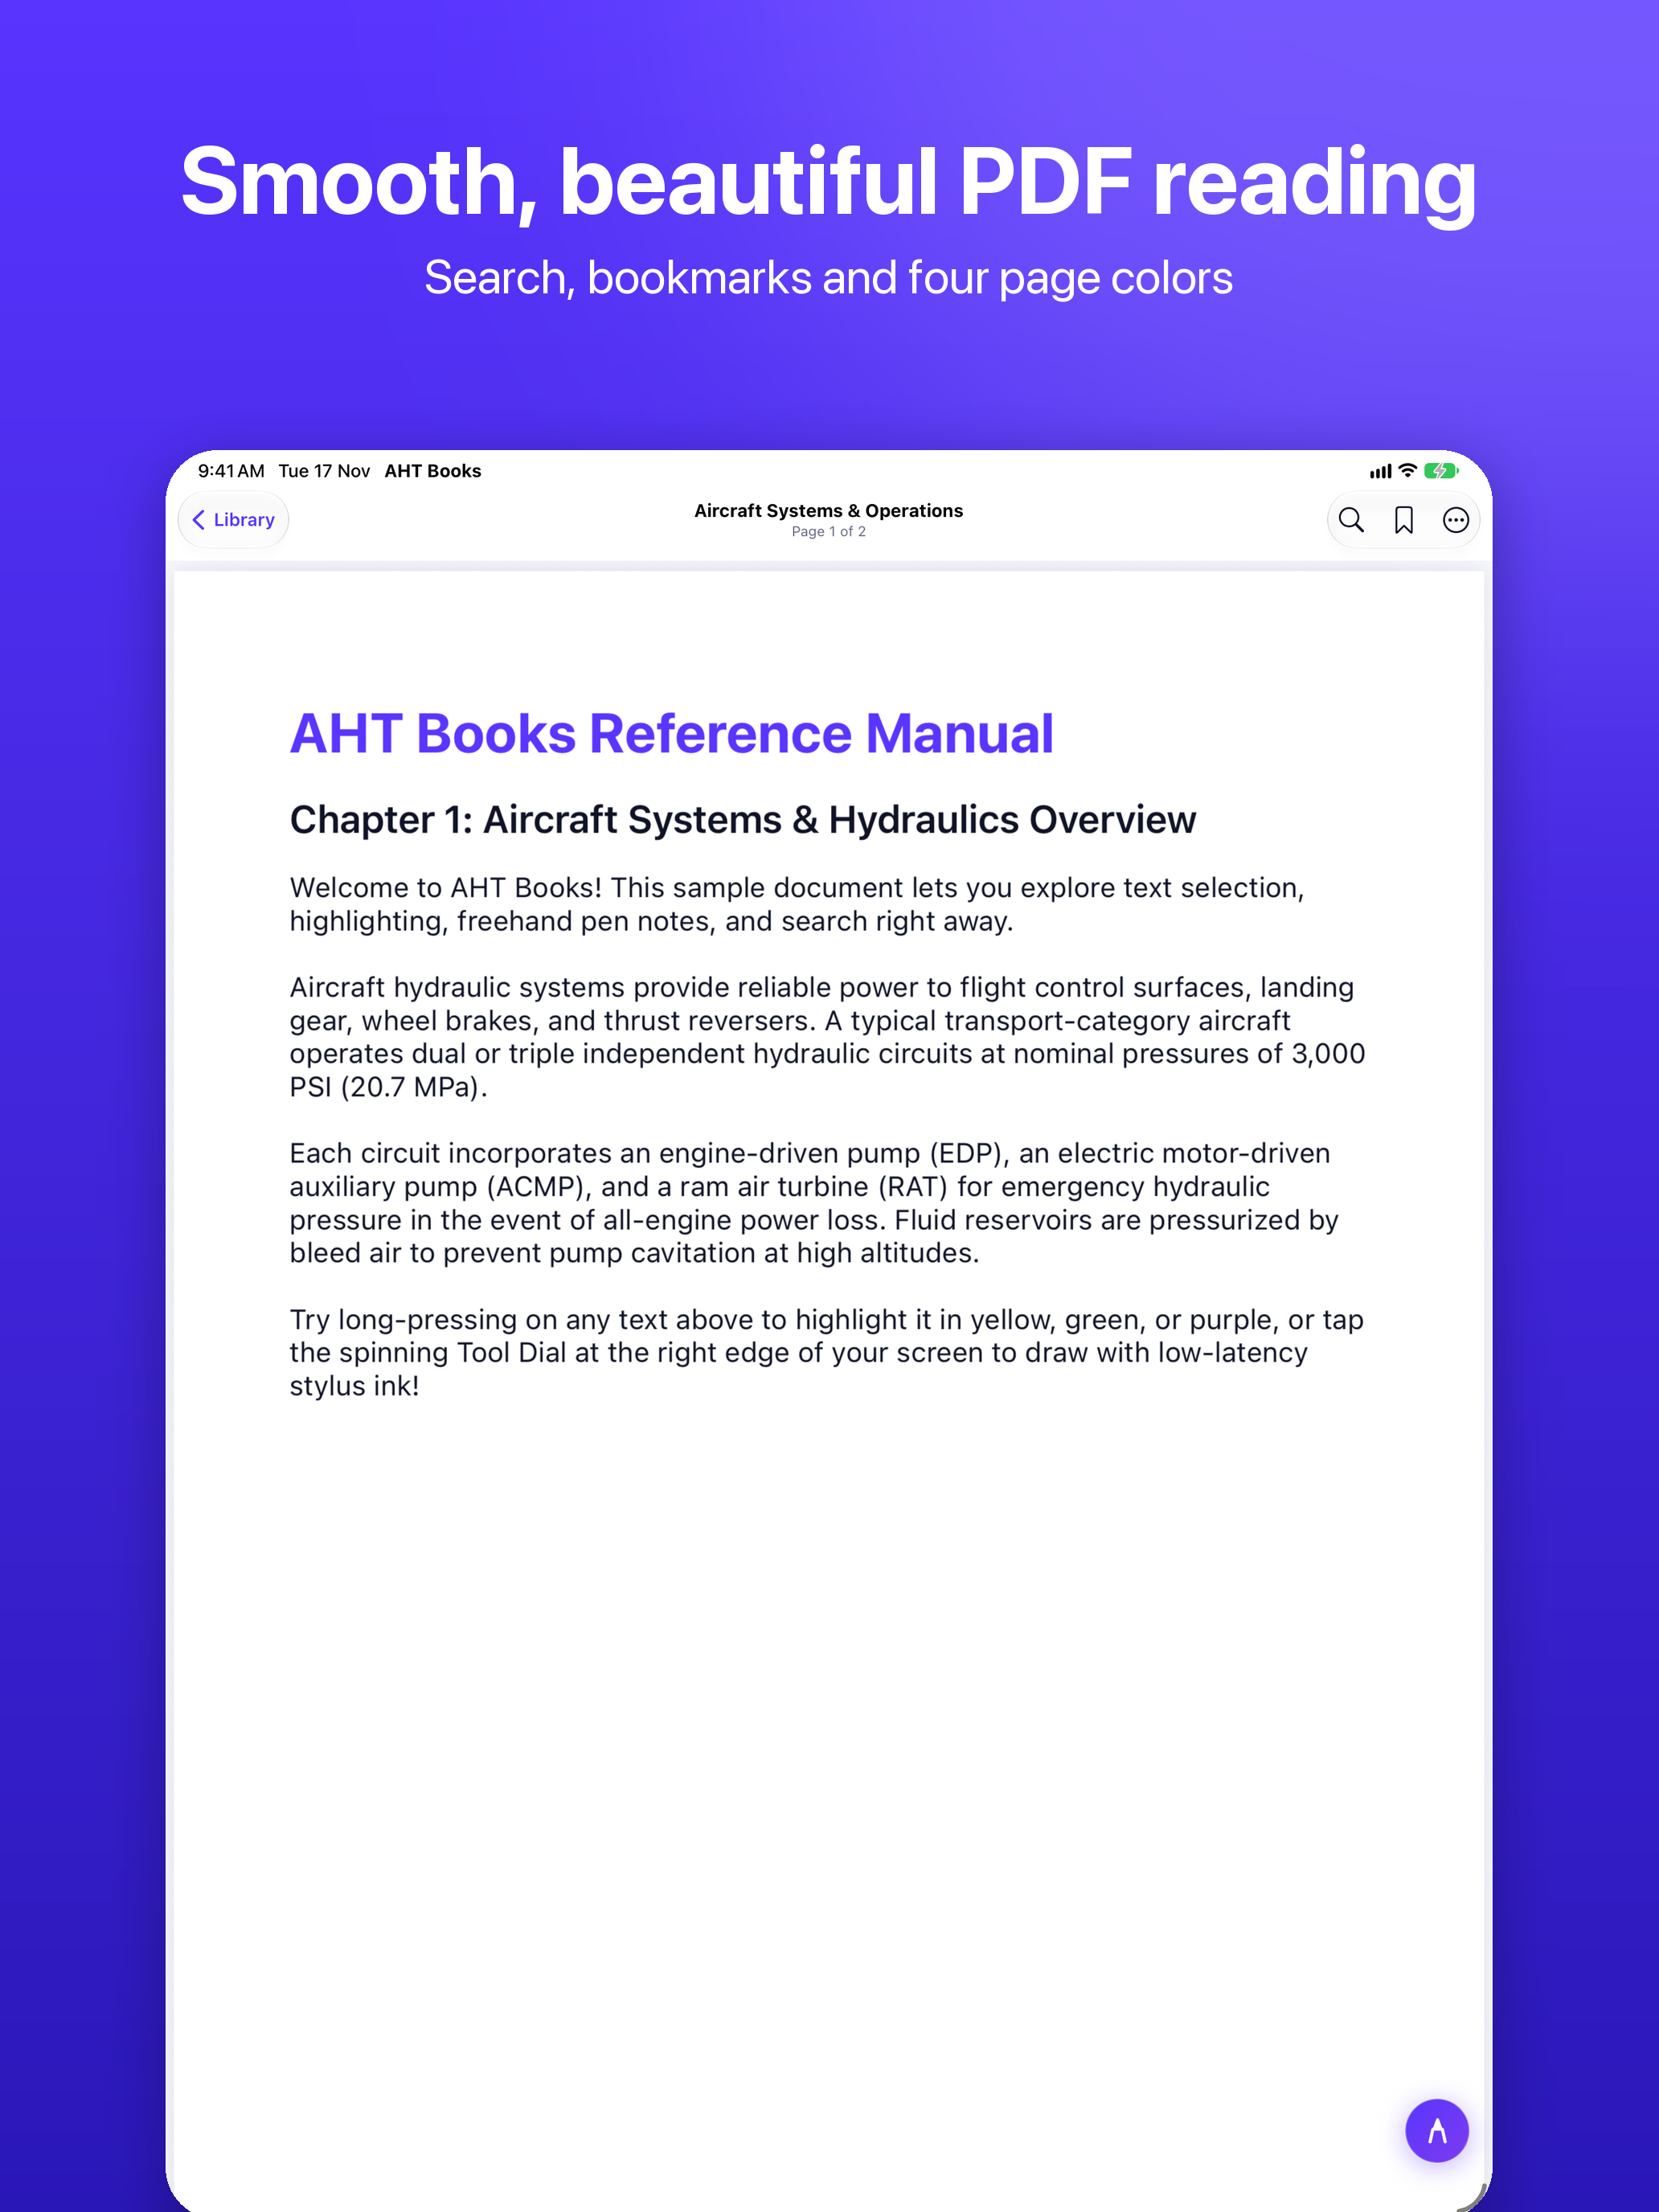 Smooth, beautiful PDF reading
Search, bookmarks and four page colors
9:41 AM Tue 17 Nov AHT Books
Library
Aircraft Systems & Operations
Page 1 of 2
AHT Books Reference Manual
Chapter 1: Aircraft Systems & Hydraulics Overview
Welcome to AHT Books! This sample document lets you explore text selection,
highlighting, freehand pen notes, and search right away.
Aircraft hydraulic systems provide reliable power to flight control surfaces, landing
gear, wheel brakes, and thrust reversers. A typical transport-category aircraft
operates dual or triple independent hydraulic circuits at nominal pressures of 3,000
PSI (20.7 MPa).
Each circuit incorporates an engine-driven pump (EDP), an electric motor-driven
auxiliary pump (ACMP), and a ram air turbine (RAT) for emergency hydraulic
pressure in the event of all-engine power loss. Fluid reservoirs are pressurized by
bleed air to prevent pump cavitation at high altitudes.
Try long-pressing on any text above to highlight it in yellow, green, or purple, or tap
the spinning Tool Dial at the right edge of your screen to draw with low-latency
stylus ink!